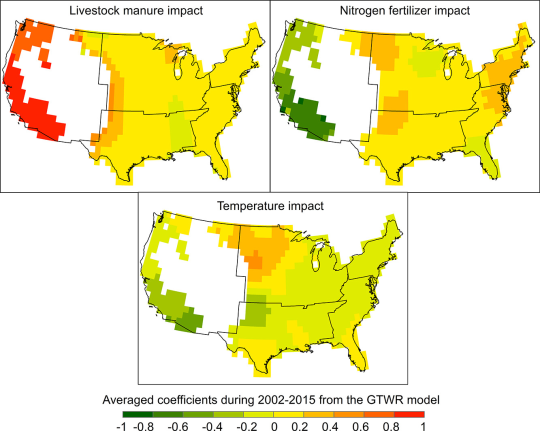 Livestock manure impact
Nitrogen fertilizer impact
Temperature impact
Averaged coefficients during 2002-2015 from the GTWR model
-1 -0.8 -0.6 -0.4 -0.2 0 0.2 0.4 0.6 0.8 1